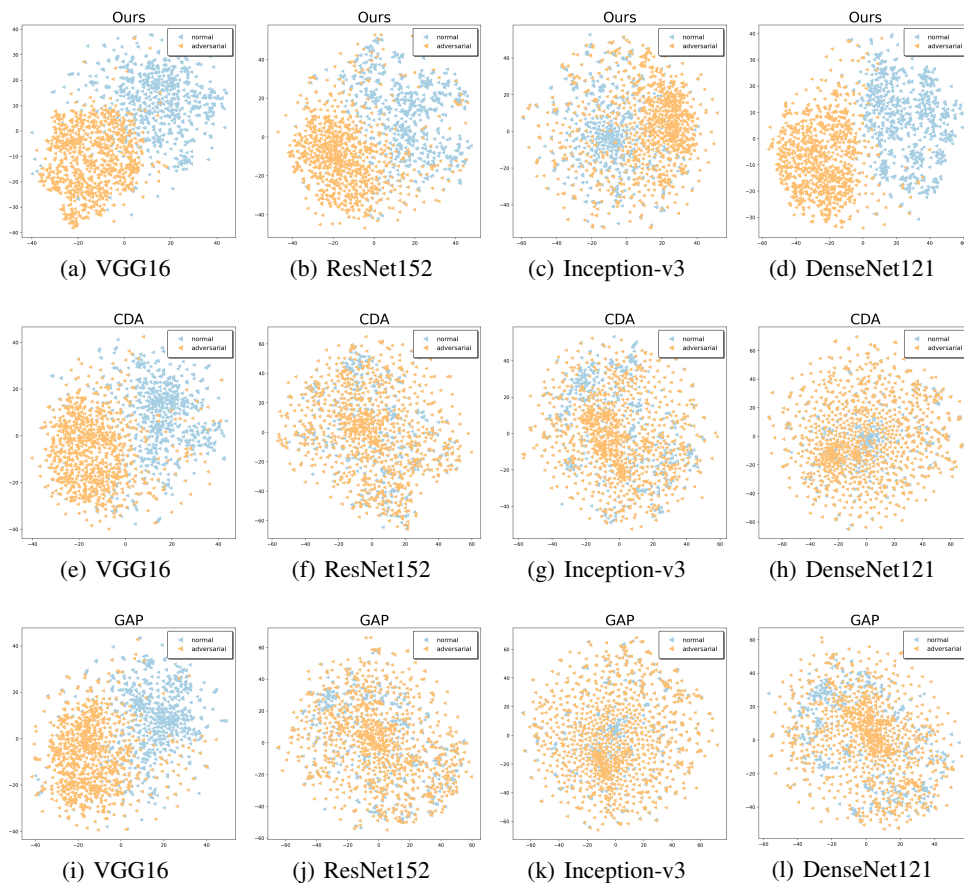 Ours Ours Ours Ours
normal adversarial normal adversarial normal adversarial normal adversarial
(a) VGG16 (b) ResNet152 (c) Inception-v3 (d) DenseNet121
CDA CDA CDA CDA
normal adversarial normal adversarial normal adversarial normal adversarial
(e) VGG16 (f) ResNet152 (g) Inception-v3 (h) DenseNet121
GAP GAP GAP GAP
normal adversarial normal adversarial normal adversarial normal adversarial
(i) VGG16 (j) ResNet152 (k) Inception-v3 (l) DenseNet121